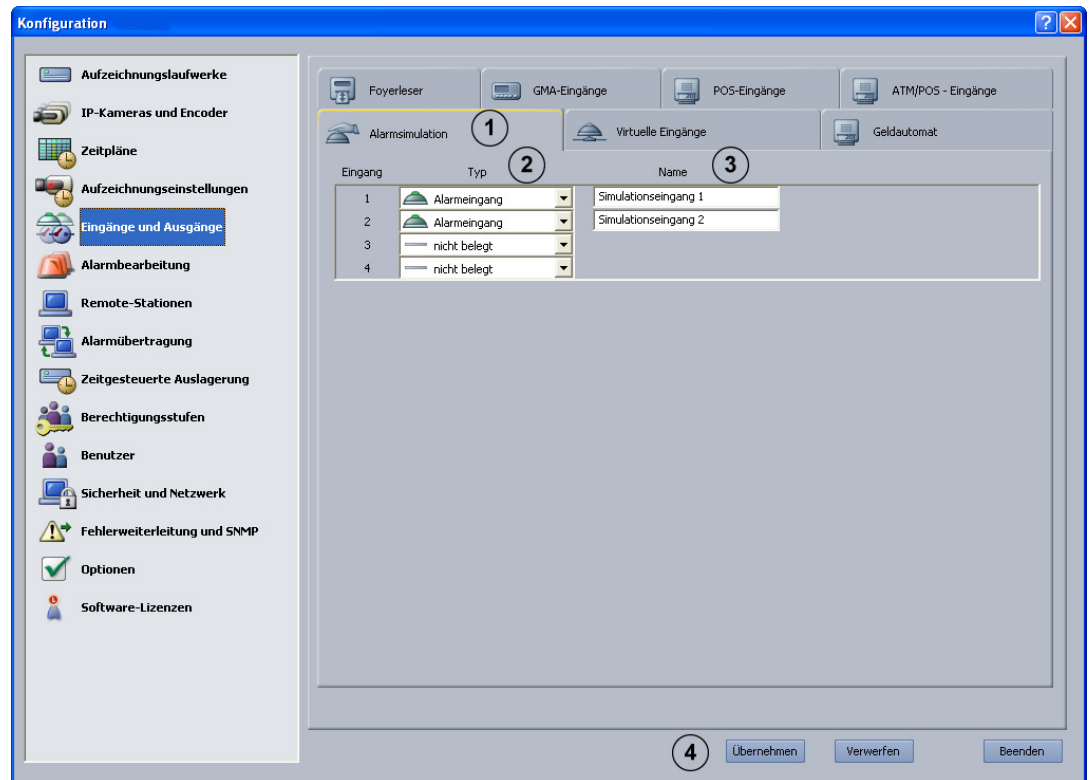 Konfiguration
Aufzeichnungslaufwerke
IP-Kameras und Encoder
Zeitpläne
Aufzeichnungseinstellungen
Eingänge und Ausgänge
Alarmbearbeitung
Remote-Stationen
Alarmübertragung
Zeitgesteuerte Auslagerung
Berechtigungsstufen
Benutzer
Sicherheit und Netzwerk
Fehlerweiterleitung und SNMP
Optionen
Software-Lizenzen
Foyerleser GMA-Eingänge POS-Eingänge ATM/POS - Eingänge
Alarmsimulation 1 Virtuelle Eingänge Geldautomat
Eingang Typ 2 Name 3
1 Alarmeingang Simulationseingang 1
2 Alarmeingang Simulationseingang 2
3 nicht belegt
4 nicht belegt
4 Übernehmen Verwerfen Beenden